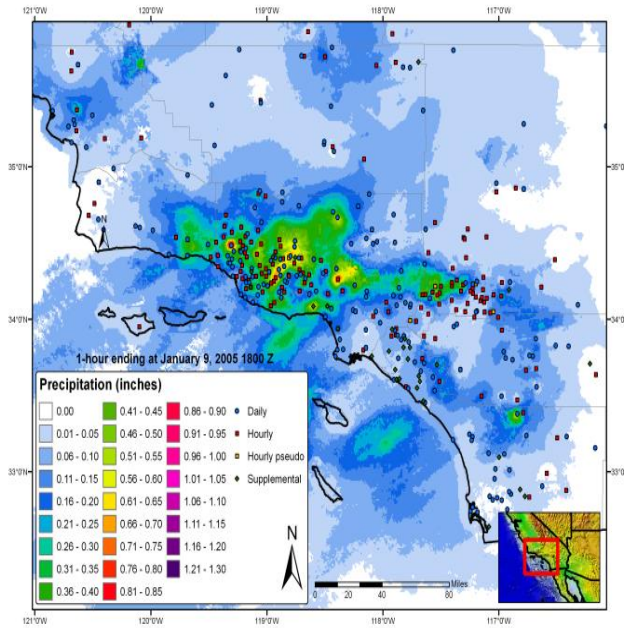 121°0'W 120°0'W 119°0'W 118°0'W 117°0'W
35°0'N 35°0'N
34°0'N 34°0'N
33°0'N 33°0'N
N
1-hour ending at January 9, 2005 1800 Z
Precipitation (inches)
0.00 0.41 - 0.45 0.86 - 0.90 Daily
0.01 - 0.05 0.46 - 0.50 0.91 - 0.95 Hourly
0.06 - 0.10 0.51 - 0.55 0.96 - 1.00 Hourly pseudo
0.11 - 0.15 0.56 - 0.60 1.01 - 1.05 Supplemental
0.16 - 0.20 0.61 - 0.65 1.06 - 1.10
0.21 - 0.25 0.66 - 0.70 1.11 - 1.15
0.26 - 0.30 0.71 - 0.75 1.16 - 1.20
0.31 - 0.35 0.76 - 0.80 1.21 - 1.30
0.36 - 0.40 0.81 - 0.85
N
Miles
0 20 40 80
121°0'W 120°0'W 119°0'W 118°0'W 117°0'W